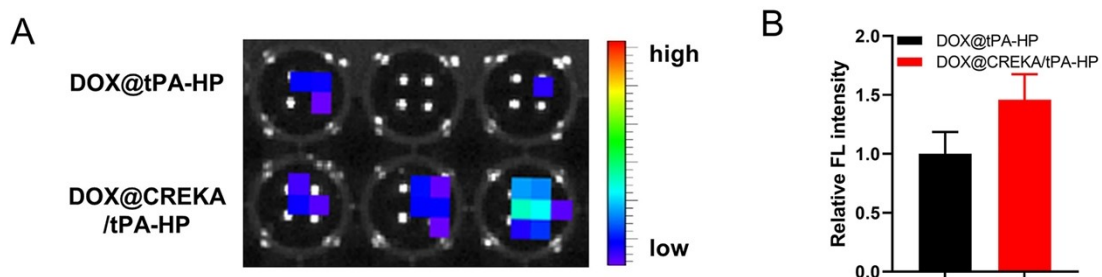 A
DOX@tPA-HP
DOX@CREKA
/tPA-HP
high
low
B
Relative FL intensity
2.0
1.5
1.0
0.5
0.0
DOX@tPA-HP
DOX@CREKA/tPA-HP